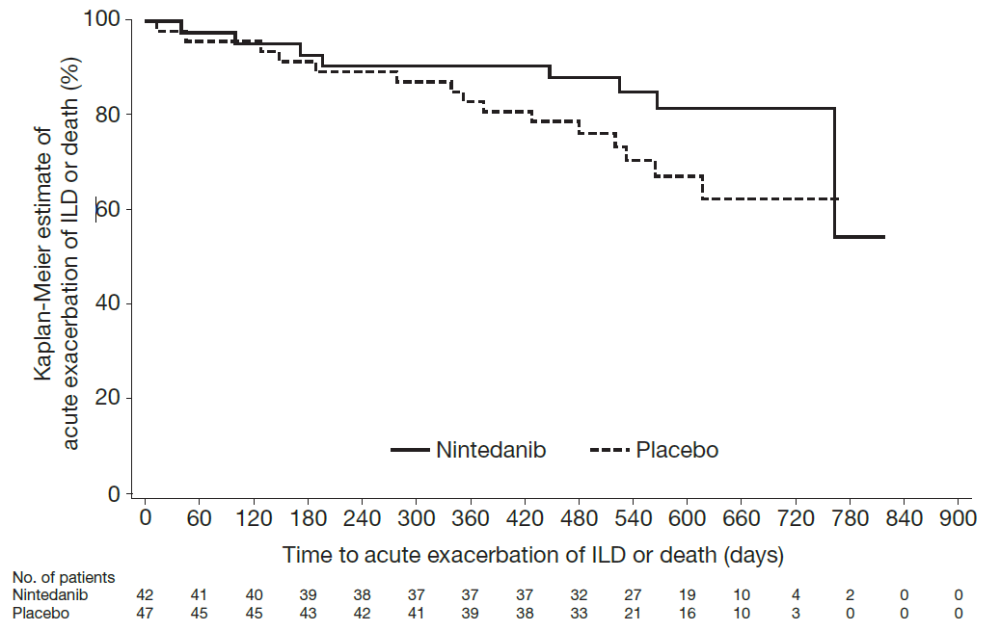 Kaplan-Meier estimate of
acute exacerbation of ILD or death (%)
100
80
60
40
20
0
Nintedanib Placebo
0 60 120 180 240 300 360 420 480 540 600 660 720 780 840 900
Time to acute exacerbation of ILD or death (days)
No. of patients
Nintedanib 42 41 40 39 38 37 37 37 32 27 19 10 4 2 0 0
Placebo 47 45 45 43 42 41 39 38 33 21 16 10 3 0 0 0